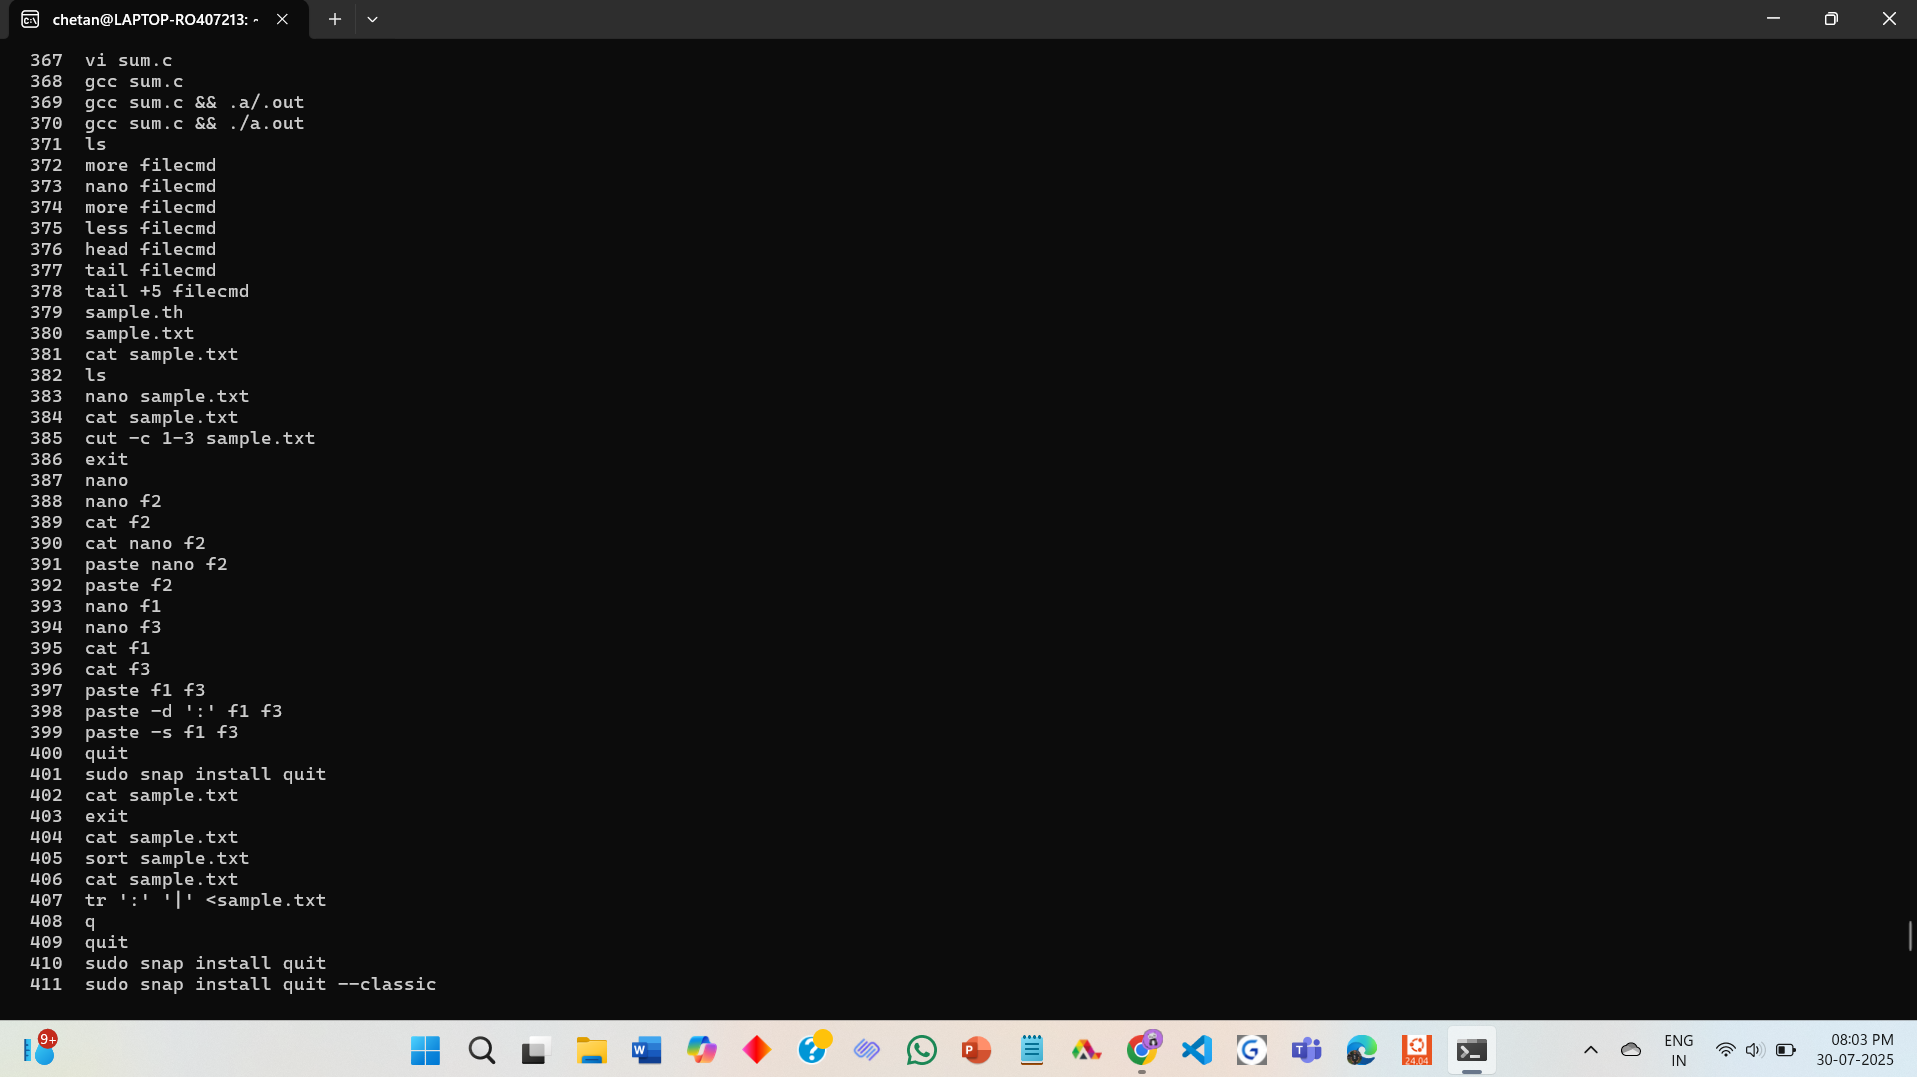 chetan@LAPTOP-RO407213: ~
367 vi sum.c
368 gcc sum.c
369 gcc sum.c && .a/.out
370 gcc sum.c && ./a.out
371 ls
372 more filecmd
373 nano filecmd
374 more filecmd
375 less filecmd
376 head filecmd
377 tail filecmd
378 tail +5 filecmd
379 sample.th
380 sample.txt
381 cat sample.txt
382 ls
383 nano sample.txt
384 cat sample.txt
385 cut -c 1-3 sample.txt
386 exit
387 nano
388 nano f2
389 cat f2
390 cat nano f2
391 paste nano f2
392 paste f2
393 nano f1
394 nano f3
395 cat f1
396 cat f3
397 paste f1 f3
398 paste -d ':' f1 f3
399 paste -s f1 f3
400 quit
401 sudo snap install quit
402 cat sample.txt
403 exit
404 cat sample.txt
405 sort sample.txt
406 cat sample.txt
407 tr ':' '|' <sample.txt
408 q
409 quit
410 sudo snap install quit
411 sudo snap install quit --classic
9+
24.04
ENG
IN
08:03 PM
30-07-2025